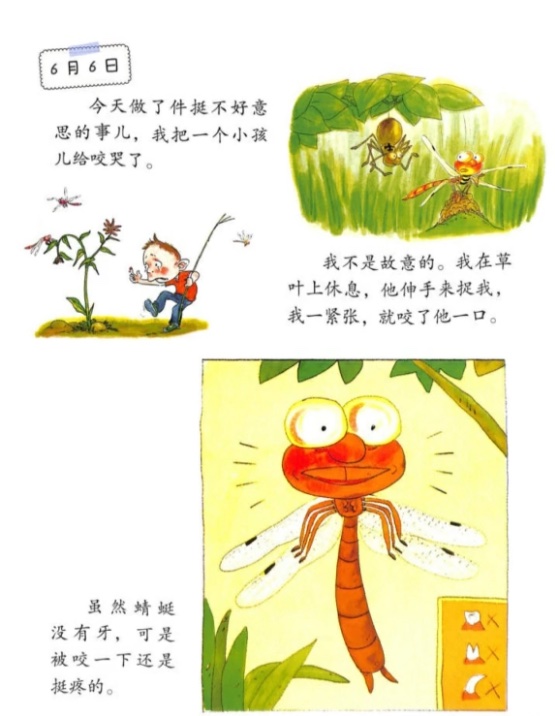 6月6日
今天做了件挺不好意
思的事儿，我把一个小孩
儿给咬哭了。
我不是故意的。我在草
叶上休息，他伸手来捉我，
我一紧张，就咬了他一口。
虽然蜻蜓
没有牙，可是
被咬一下还是
挺疼的。